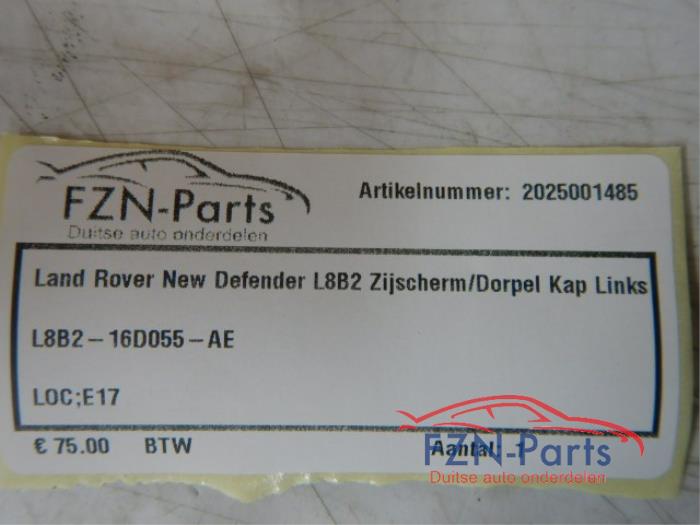 FZN-Parts
Duitse auto onderdelen
Artikelnummer: 2025001485
Land Rover New Defender L8B2 Zijscherm/Dorpel Kap Links
L8B2-16D055-AE
LOC;E17
€ 75.00 BTW
Aantal: 1
FZN-Parts
Duitse auto onderdelen